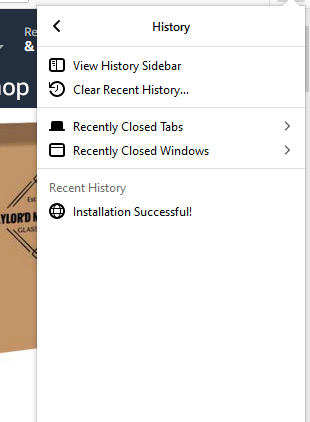 History
Re
&
View History Sidebar
Clear Recent History...
hop
Recently Closed Tabs
Recently Closed Windows
Recent History
Est
YLOR'D
GLASS
Installation Successful!